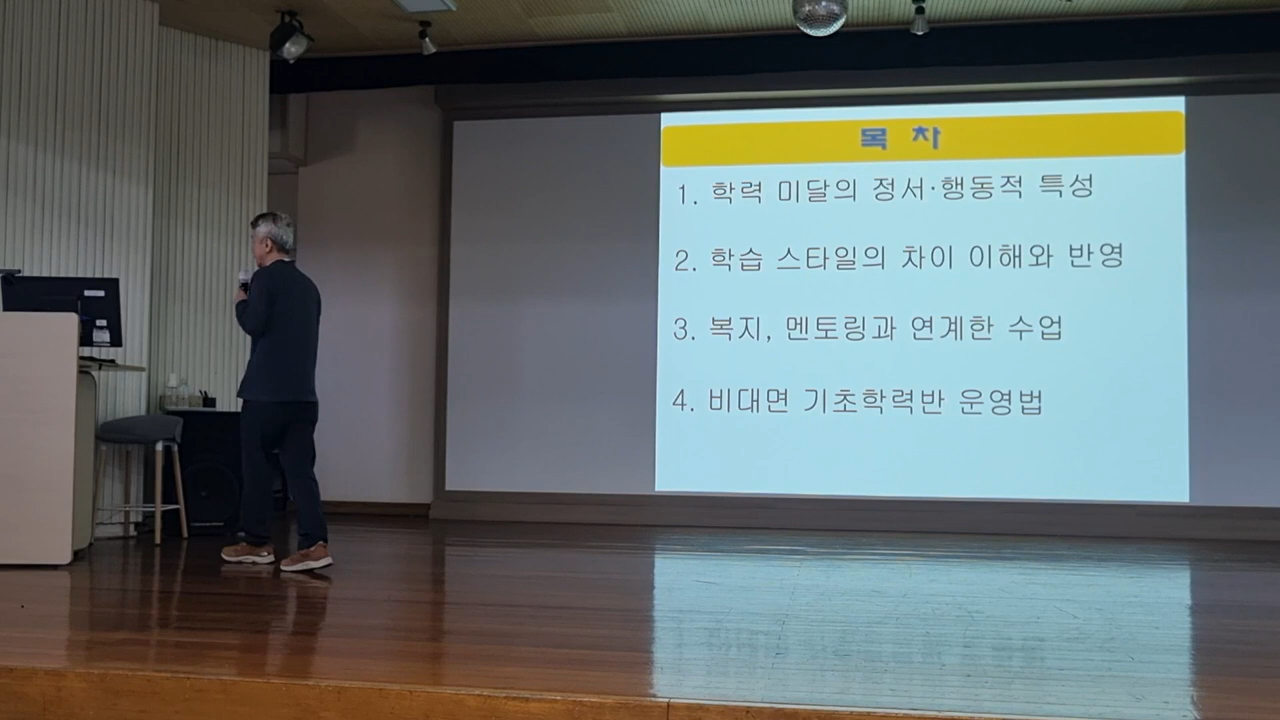 목 차
1. 학력 미달의 정서·행동적 특성
2. 학습 스타일의 차이 이해와 반영
3. 복지, 멘토링과 연계한 수업
4. 비대면 기초학력반 운영법